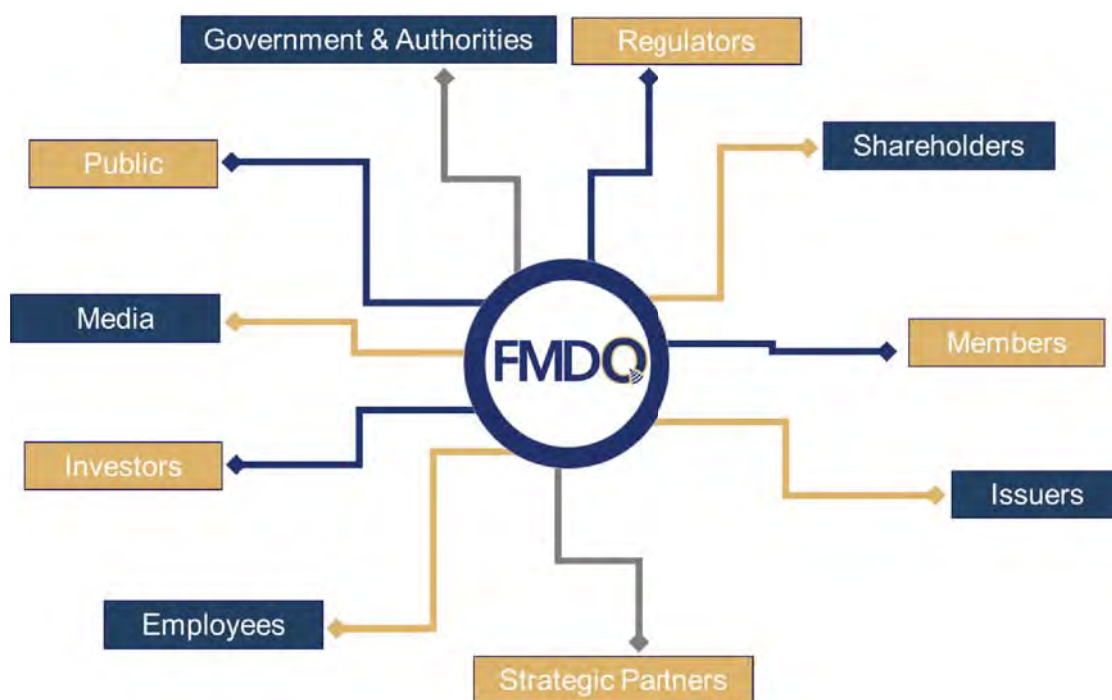 Government & Authorities
Regulators
Public
Shareholders
Media
FMDQ
Members
Investors
Issuers
Employees
Strategic Partners